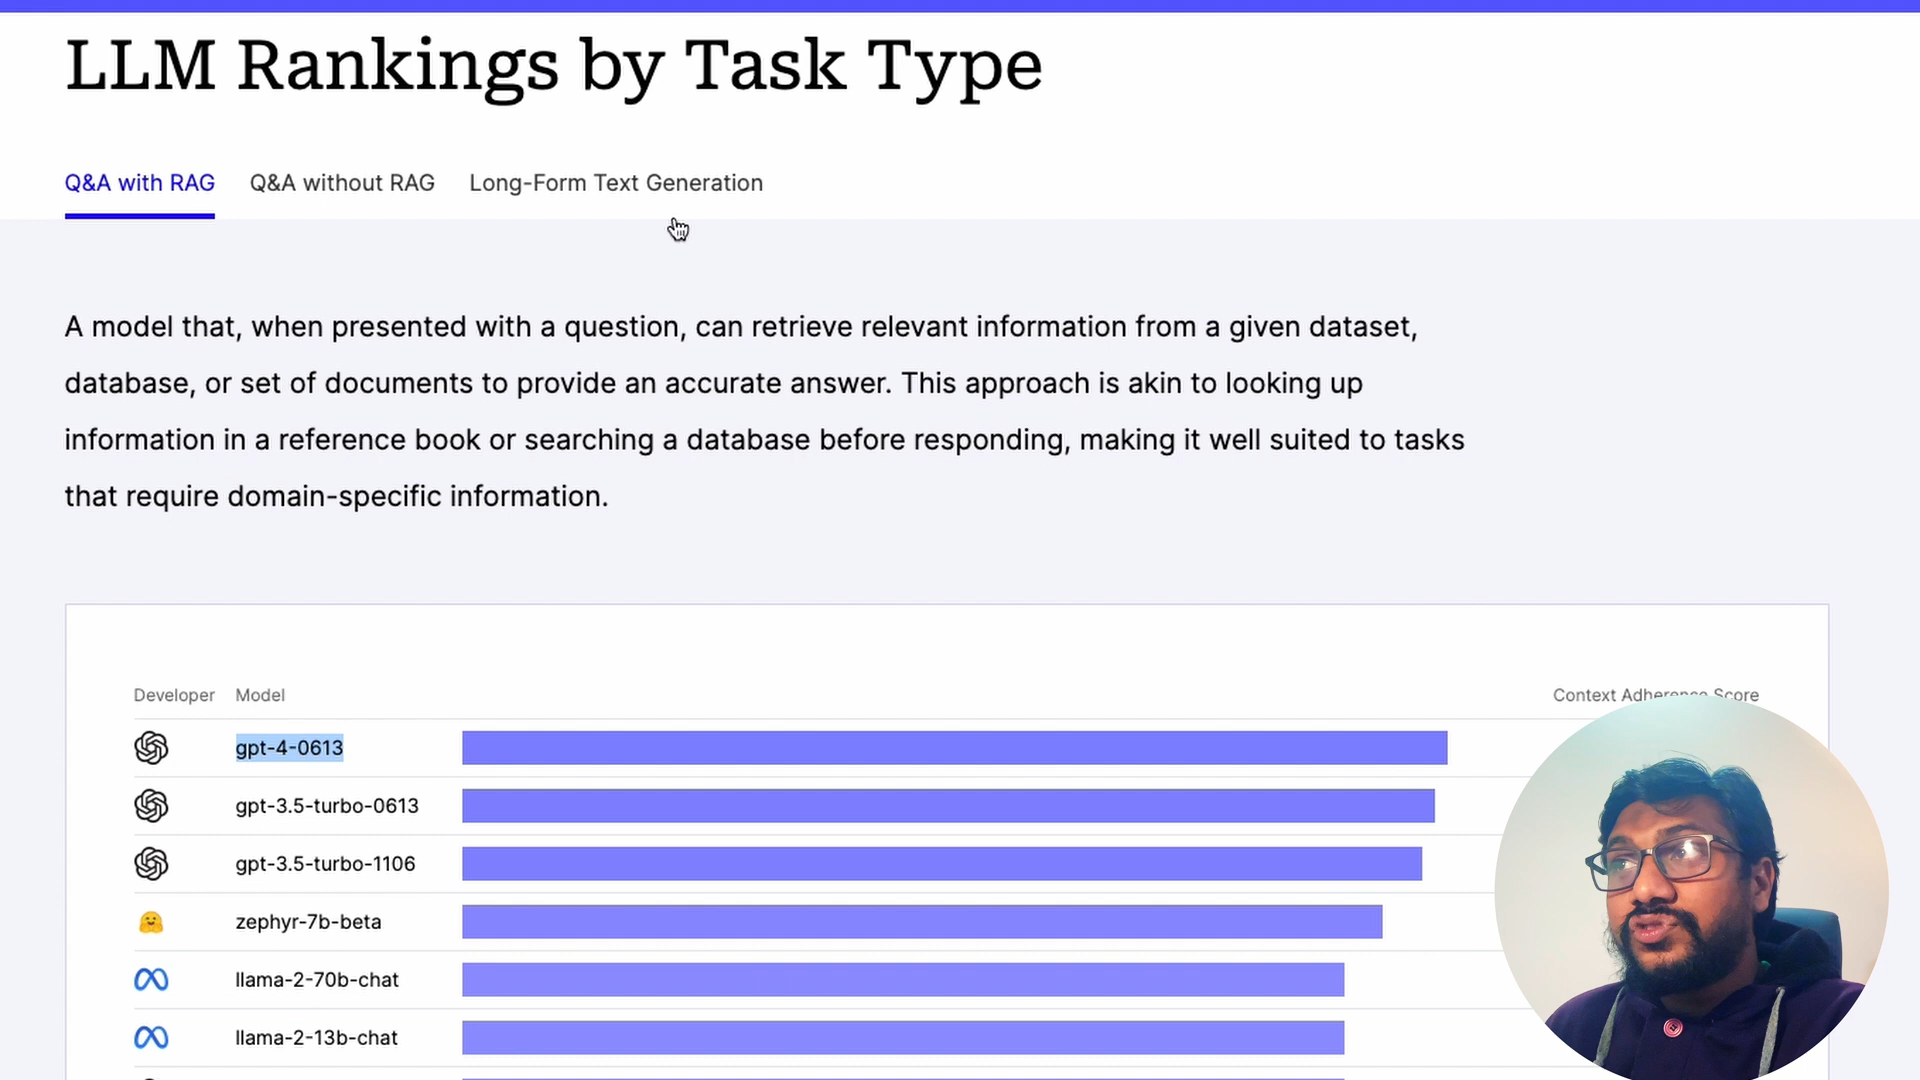 LLM Rankings by Task Type
Q&A with RAG Q&A without RAG Long-Form Text Generation
A model that, when presented with a question, can retrieve relevant information from a given dataset,
database, or set of documents to provide an accurate answer. This approach is akin to looking up
information in a reference book or searching a database before responding, making it well suited to tasks
that require domain-specific information.
Developer Model Context Adherence Score
gpt-4-0613
gpt-3.5-turbo-0613
gpt-3.5-turbo-1106
zephyr-7b-beta
llama-2-70b-chat
llama-2-13b-chat